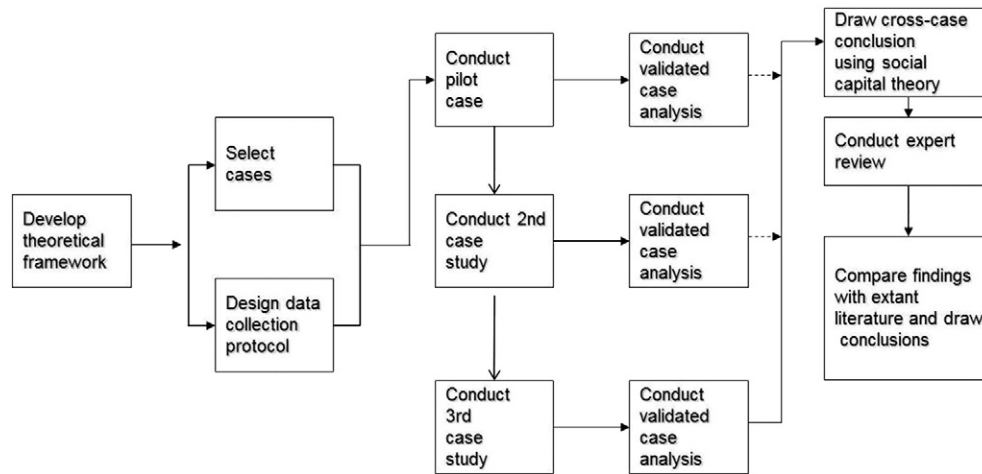 Develop
theoretical
framework
Select
cases
Design data
collection
protocol
Conduct
pilot
case
Conduct 2nd
case
study
Conduct
3rd
case
study
Conduct
validated
case
analysis
Conduct
validated
case
analysis
Conduct
validated
case
analysis
Draw cross-case
conclusion
using social
capital theory
Conduct expert
review
Compare findings
with extant
literature and draw
conclusions